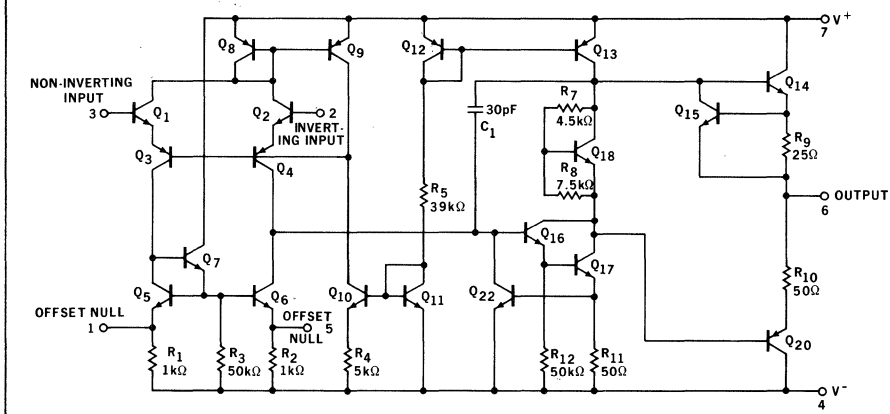 V+
7
Q8
Q9
Q12
Q13
NON-INVERTING
INPUT
3
Q1
Q2
2
INVERT-
ING INPUT
30pF
C1
R7
4.5kΩ
Q14
Q15
Q3
Q4
Q18
R9
25Ω
R5
39kΩ
R8
7.5kΩ
OUTPUT
6
Q7
Q16
Q17
Q5
Q6
Q10
Q11
Q22
R10
50Ω
OFFSET NULL
1
OFFSET
NULL
5
Q20
R1
1kΩ
R3
50kΩ
R2
1kΩ
R4
5kΩ
R12
50kΩ
R11
50Ω
V-
4